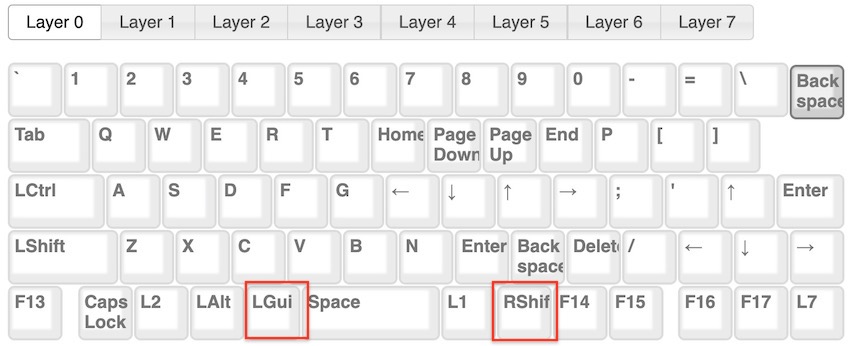 Layer 0 Layer 1 Layer 2 Layer 3 Layer 4 Layer 5 Layer 6 Layer 7
` 1 2 3 4 5 6 7 8 9 0 - = \ Back space
Tab Q W E R T Home Page Down Page Up End P [ ]
LCtrl A S D F G ← ↓ ↑ → ; ' ↑ Enter
LShift Z X C V B N Enter Back space Delete / ← ↓ →
F13 Caps Lock L2 LAlt LGui Space L1 RShif F14 F15 F16 F17 L7